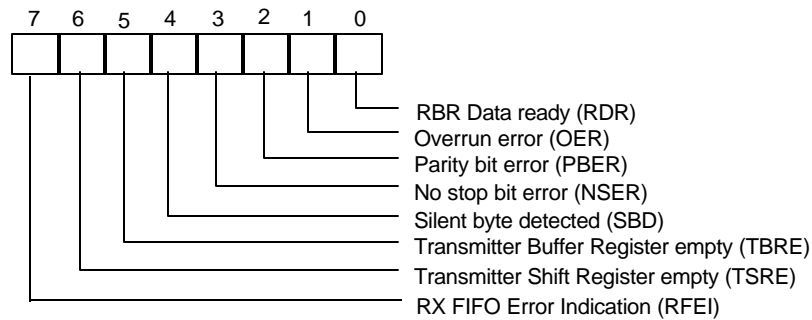 7 6 5 4 3 2 1 0
RBR Data ready (RDR)
Overrun error (OER)
Parity bit error (PBER)
No stop bit error (NSER)
Silent byte detected (SBD)
Transmitter Buffer Register empty (TBRE)
Transmitter Shift Register empty (TSRE)
RX FIFO Error Indication (RFEI)